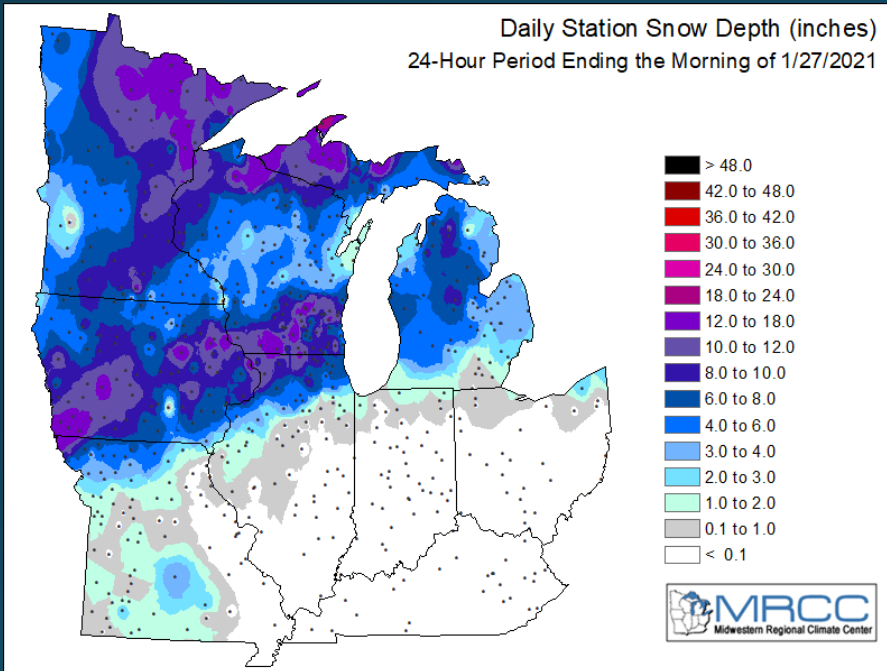 Daily Station Snow Depth (inches)
24-Hour Period Ending the Morning of 1/27/2021
> 48.0
42.0 to 48.0
36.0 to 42.0
30.0 to 36.0
24.0 to 30.0
18.0 to 24.0
12.0 to 18.0
10.0 to 12.0
8.0 to 10.0
6.0 to 8.0
4.0 to 6.0
3.0 to 4.0
2.0 to 3.0
1.0 to 2.0
0.1 to 1.0
< 0.1
MRCC
Midwestern Regional Climate Center